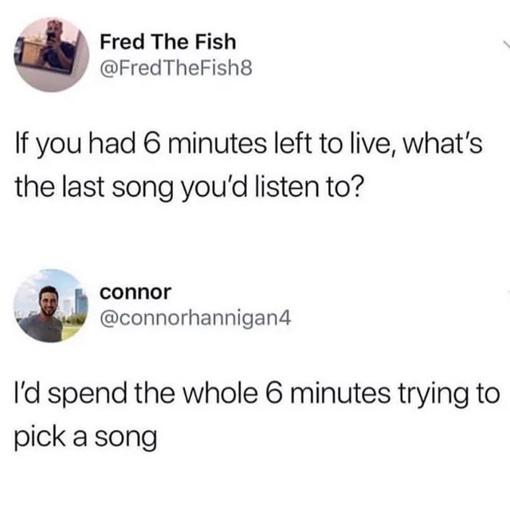 Fred The Fish
@FredTheFish8
If you had 6 minutes left to live, what's
the last song you'd listen to?
connor
@connorhannigan4
I'd spend the whole 6 minutes trying to
pick a song